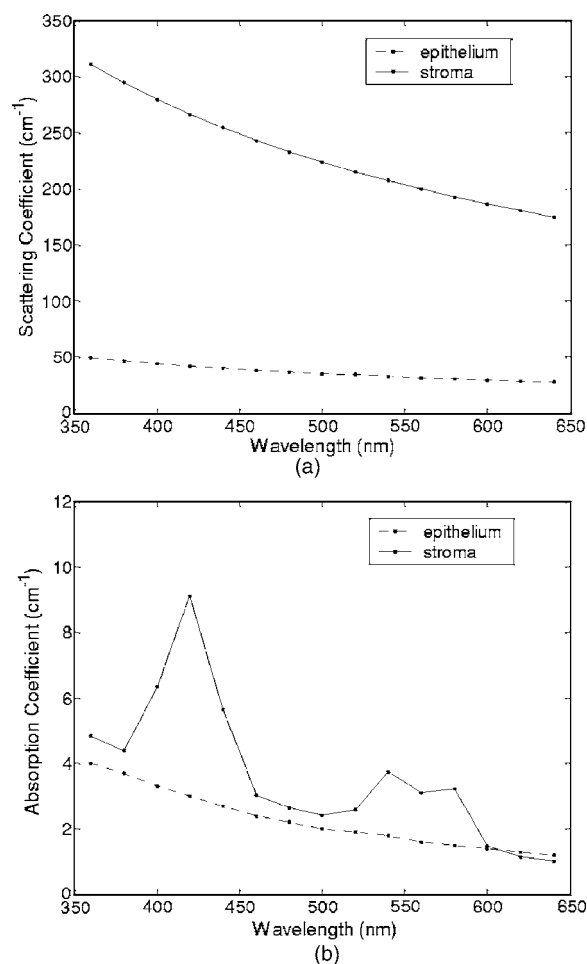 350
300
250
200
150
100
50
0
Scattering Coefficient (cm⁻¹)
epithelium
stroma
350 400 450 500 550 600 650
Wavelength (nm)
(a)
12
10
8
6
4
2
0
Absorption Coefficient (cm⁻¹)
epithelium
stroma
350 400 450 500 550 600 650
Wavelength (nm)
(b)